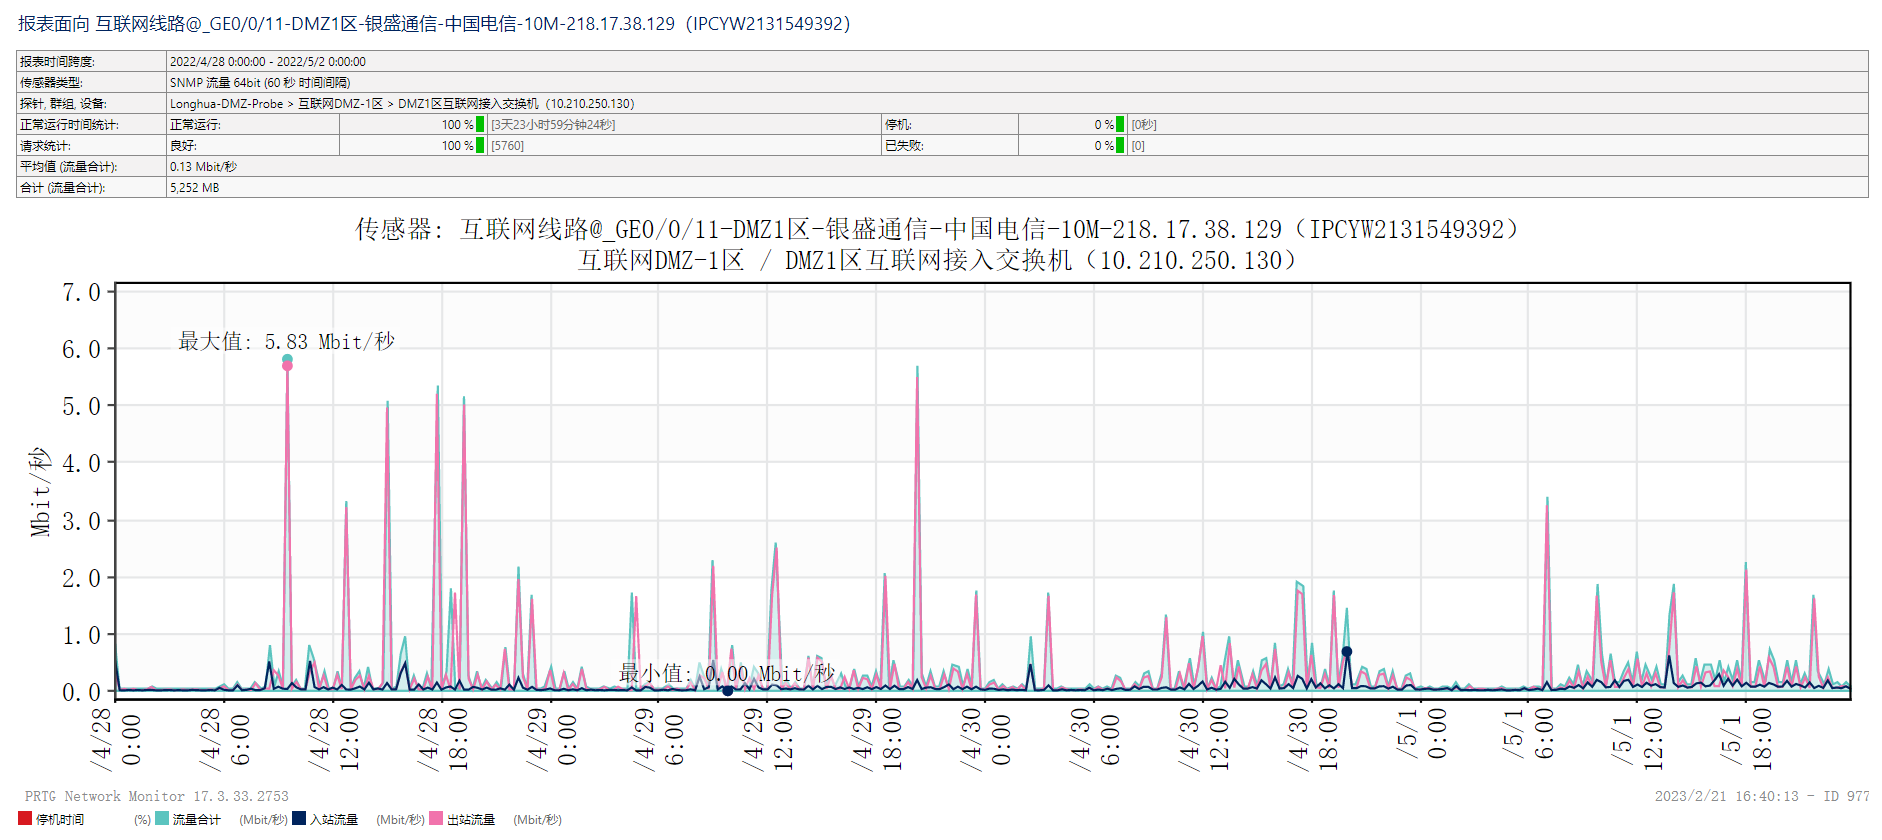 报表面向 互联网线路@_GE0/0/11-DMZ1区-银盛通信-中国电信-10M-218.17.38.129（IPCYW2131549392）
报表时间跨度: 2022/4/28 0:00:00 - 2022/5/2 0:00:00
传感器类型: SNMP 流量 64bit (60 秒 时间间隔)
探针, 群组, 设备: Longhua-DMZ-Probe > 互联网DMZ-1区 > DMZ1区互联网接入交换机（10.210.250.130）
正常运行时间统计: 正常运行: 100 % [3天23小时59分钟24秒] 停机: 0 % [0秒]
请求统计: 良好: 100 % [5760] 已失败: 0 % [0]
平均值 (流量合计): 0.13 Mbit/秒
合计 (流量合计): 5,252 MB
传感器: 互联网线路@_GE0/0/11-DMZ1区-银盛通信-中国电信-10M-218.17.38.129（IPCYW2131549392）
互联网DMZ-1区 / DMZ1区互联网接入交换机（10.210.250.130）
Mbit/秒
7.0
6.0
5.0
4.0
3.0
2.0
1.0
0.0
最大值: 5.83 Mbit/秒
最小值: 0.00 Mbit/秒
/4/28 0:00
/4/28 6:00
/4/28 12:00
/4/28 18:00
/4/29 0:00
/4/29 6:00
/4/29 12:00
/4/29 18:00
/4/30 0:00
/4/30 6:00
/4/30 12:00
/4/30 18:00
/5/1 0:00
/5/1 6:00
/5/1 12:00
/5/1 18:00
PRTG Network Monitor 17.3.33.2753 2023/2/21 16:40:13 - ID 977
停机时间 (%) 流量合计 (Mbit/秒) 入站流量 (Mbit/秒) 出站流量 (Mbit/秒)